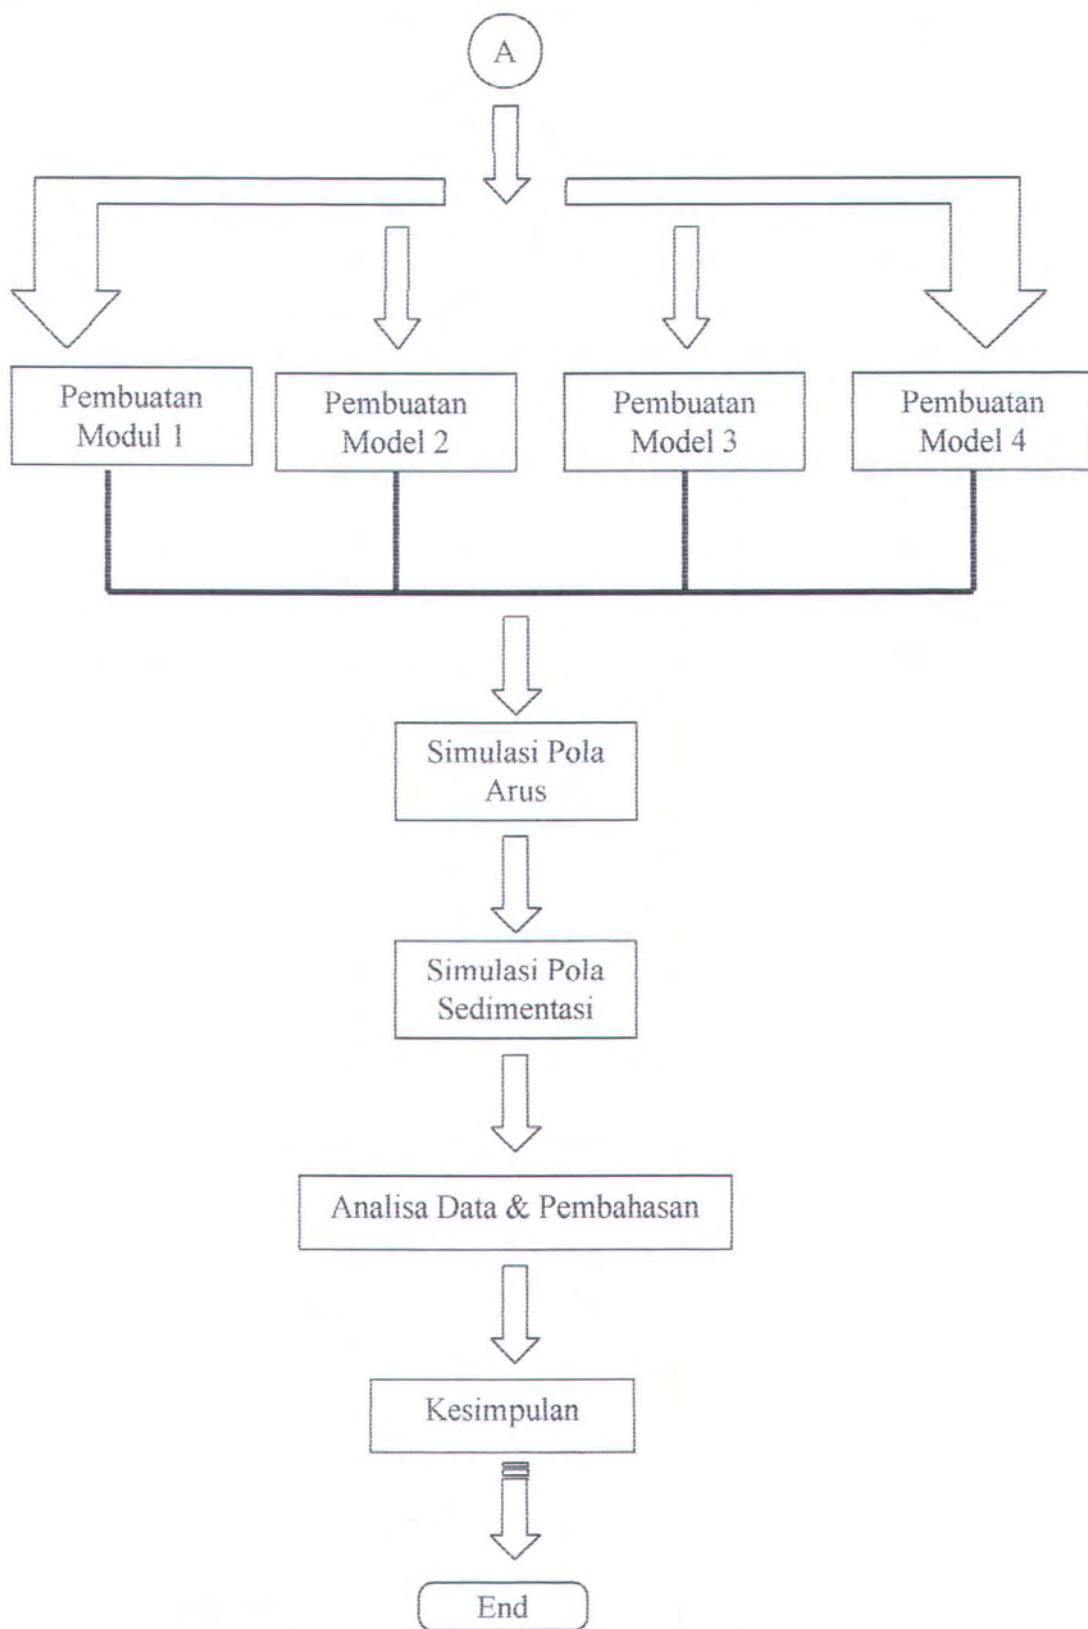 A
Pembuatan
Modul 1
Pembuatan
Model 2
Pembuatan
Model 3
Pembuatan
Model 4
Simulasi Pola
Arus
Simulasi Pola
Sedimentasi
Analisa Data & Pembahasan
Kesimpulan
End